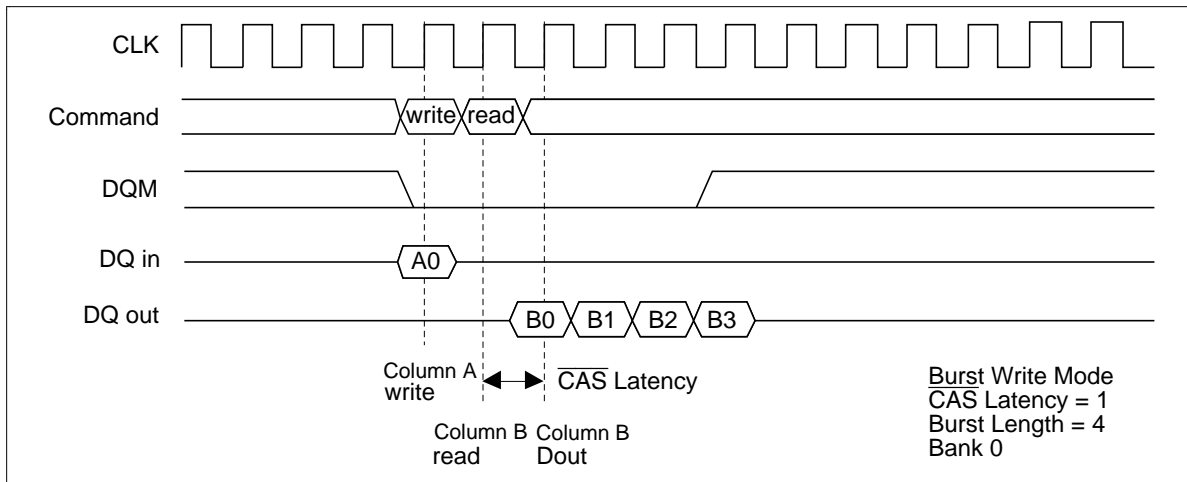 CLK
Command
write read
DQM
DQ in
A0
DQ out
B0 B1 B2 B3
Column A
write
CAS Latency
Column B
read
Column B
Dout
Burst Write Mode
CAS Latency = 1
Burst Length = 4
Bank 0